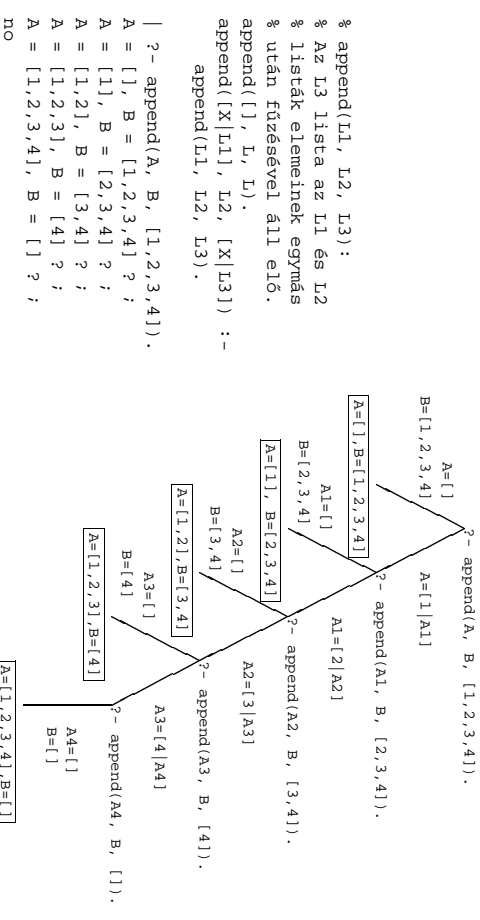 % append(L1, L2, L3):
% Az L3 lista az L1 és L2
% listák elemeinek egymás
% után fűzésével áll elő.
append([], L, L).
append([X|L1], L2, [X|L3]) :-
append(L1, L2, L3).
| ?- append(A, B, [1,2,3,4]).
A = [], B = [1,2,3,4] ? ;
A = [1], B = [2,3,4] ? ;
A = [1,2], B = [3,4] ? ;
A = [1,2,3], B = [4] ? ;
A = [1,2,3,4], B = [] ? ;
no
?- append(A, B, [1,2,3,4]).
A=[]
B=[1,2,3,4]
A=[1|A1]
A=[],B=[1,2,3,4]
?- append(A1, B, [2,3,4]).
A1=[]
B=[2,3,4]
A1=[2|A2]
A=[1], B=[2,3,4]
?- append(A2, B, [3,4]).
A2=[]
B=[3,4]
A2=[3|A3]
A=[1,2],B=[3,4]
?- append(A3, B, [4]).
A3=[]
B=[4]
A3=[4|A4]
A=[1,2,3],B=[4]
?- append(A4, B, []).
A4=[]
B=[]
A=[1,2,3,4],B=[]